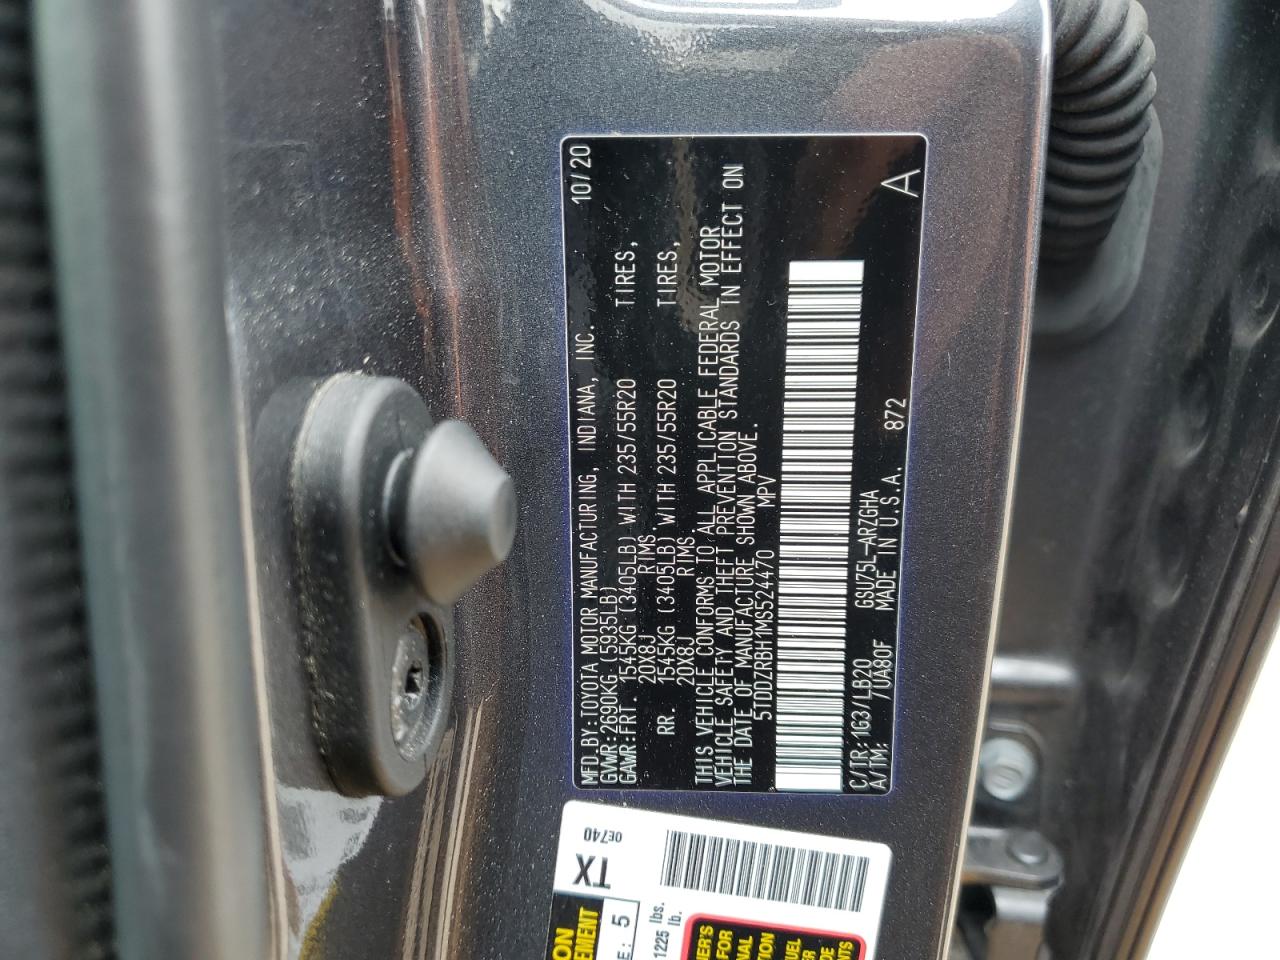 MFD.BY:TOYOTA MOTOR MANUFACTURING, INDIANA, INC. 10/20
GVWR:2690KG (5935LB)
GAWR:FRT. 1545KG (3405LB) WITH 235/55R20 TIRES,
20X8J RIMS.
RR. 1545KG (3405LB) WITH 235/55R20 TIRES,
20X8J RIMS.
THIS VEHICLE CONFORMS TO ALL APPLICABLE FEDERAL MOTOR
VEHICLE SAFETY AND THEFT PREVENTION STANDARDS IN EFFECT ON
THE DATE OF MANUFACTURE SHOWN ABOVE.
5TDDZRBH1MS524470 MPV
C/TR:1G3/LB20 GSU75L-ARZGHA 872
A/TM: /UA80F MADE IN U.S.A. A
0E740
TX
5
1225 lbs.
lb.